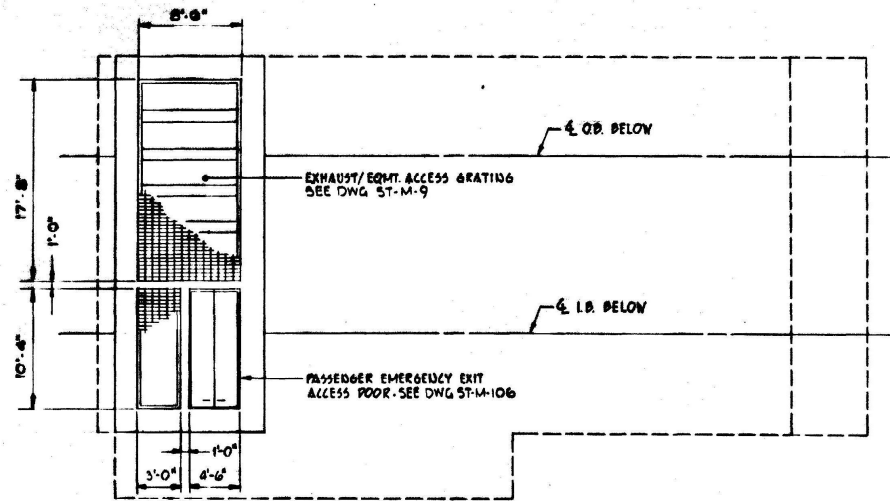 8'-6"
17'-8"
1'-0"
10'-4"
℄ O.B. BELOW
EXHAUST/EQMT. ACCESS GRATING
SEE DWG ST-M-9
℄ I.B. BELOW
PASSENGER EMERGENCY EXIT
ACCESS DOOR. SEE DWG ST-M-106
1'-0"
3'-0"
4'-6"